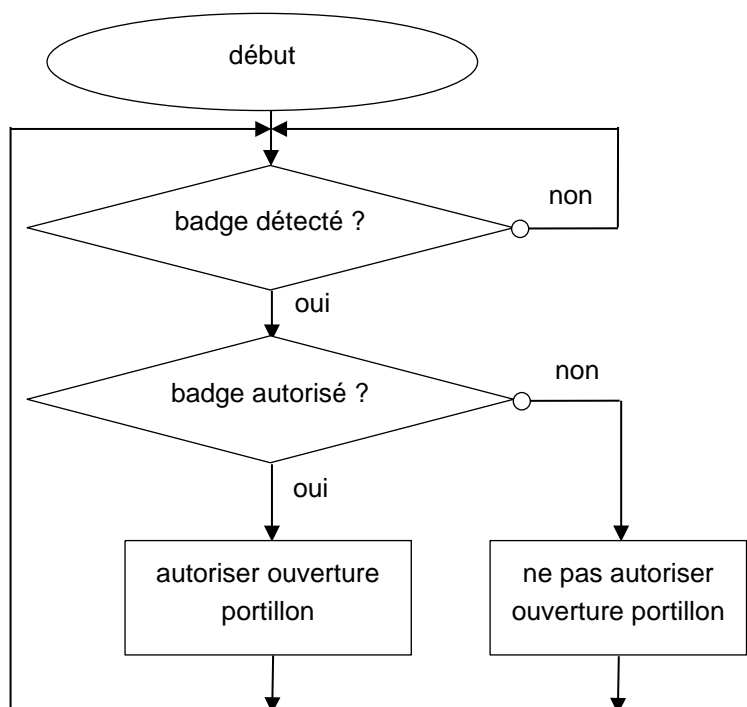 début
non
badge détecté ?
oui
non
badge autorisé ?
oui
autoriser ouverture
portillon
ne pas autoriser
ouverture portillon